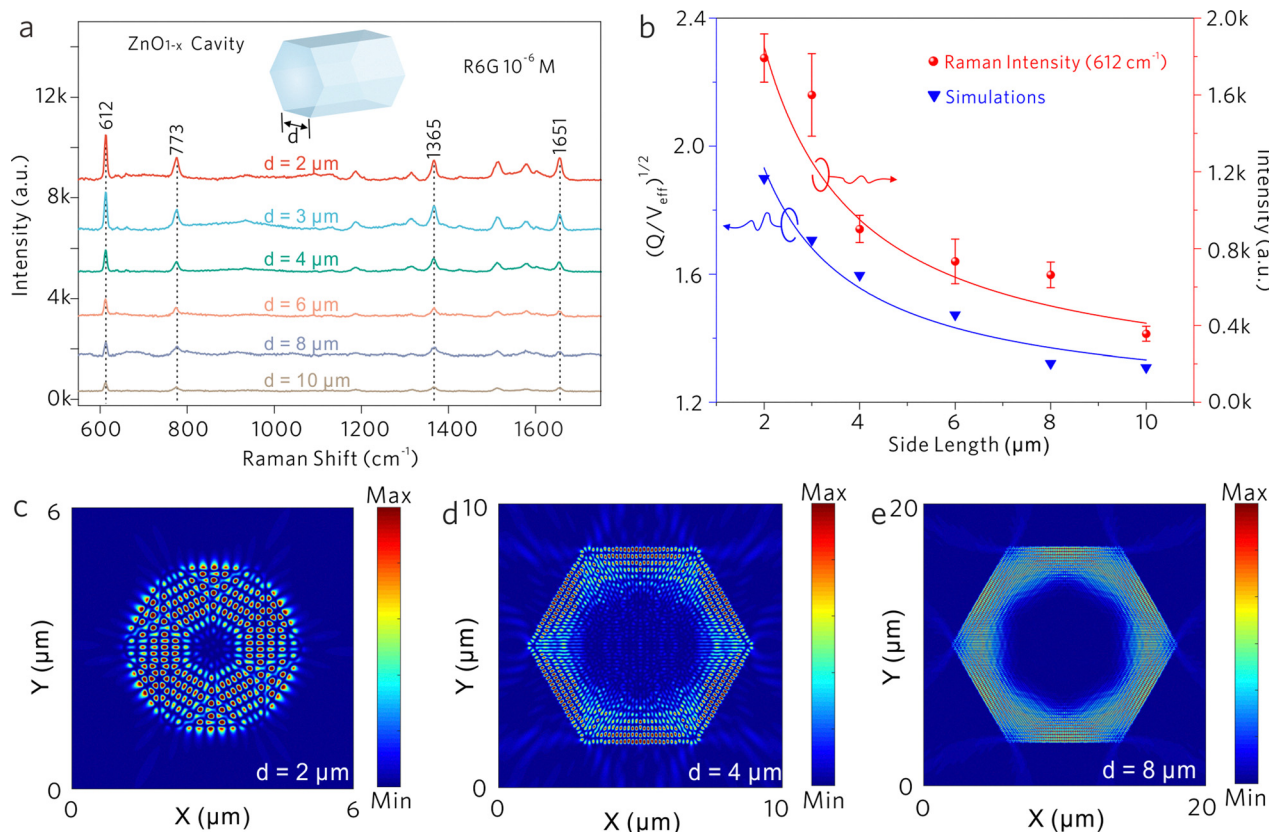 a
ZnO1-x Cavity
R6G 10⁻⁶ M
d
612
773
1365
1651
d = 2 µm
d = 3 µm
d = 4 µm
d = 6 µm
d = 8 µm
d = 10 µm
12k
8k
4k
0k
Intensity (a.u.)
600
800
1000
1200
1400
1600
Raman Shift (cm⁻¹)
b
2.4
2.0
1.6
1.2
(Q/Veff)¹/²
Raman Intensity (612 cm⁻¹)
Simulations
2.0k
1.6k
1.2k
0.8k
0.4k
0.0k
Intensity (a.u.)
2
4
6
8
10
Side Length (µm)
c
6
Y (µm)
0
0
X (µm)
6
d = 2 µm
Max
Min
d
10
Y (µm)
0
0
X (µm)
10
d = 4 µm
Max
Min
e
20
Y (µm)
0
0
X (µm)
20
d = 8 µm
Max
Min